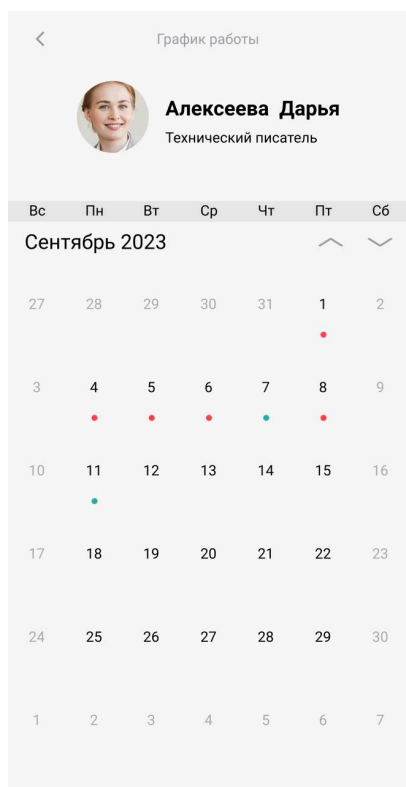 График работы
Алексеева Дарья
Технический писатель
Вс Пн Вт Ср Чт Пт Сб
Сентябрь 2023
27 28 29 30 31 1 2
3 4 5 6 7 8 9
10 11 12 13 14 15 16
17 18 19 20 21 22 23
24 25 26 27 28 29 30
1 2 3 4 5 6 7